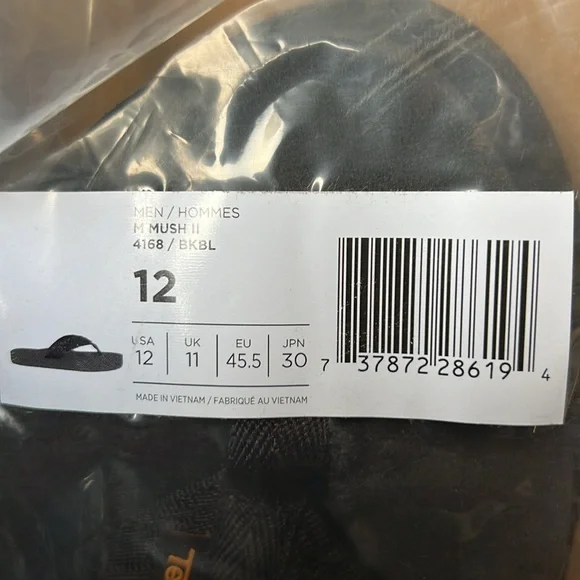 MEN / HOMMES
M MUSH II
4168 / BKBL
12
USA UK EU JPN
12 11 45.5 30
MADE IN VIETNAM / FABRIQUÉ AU VIETNAM
7 37872 28619 4
Te